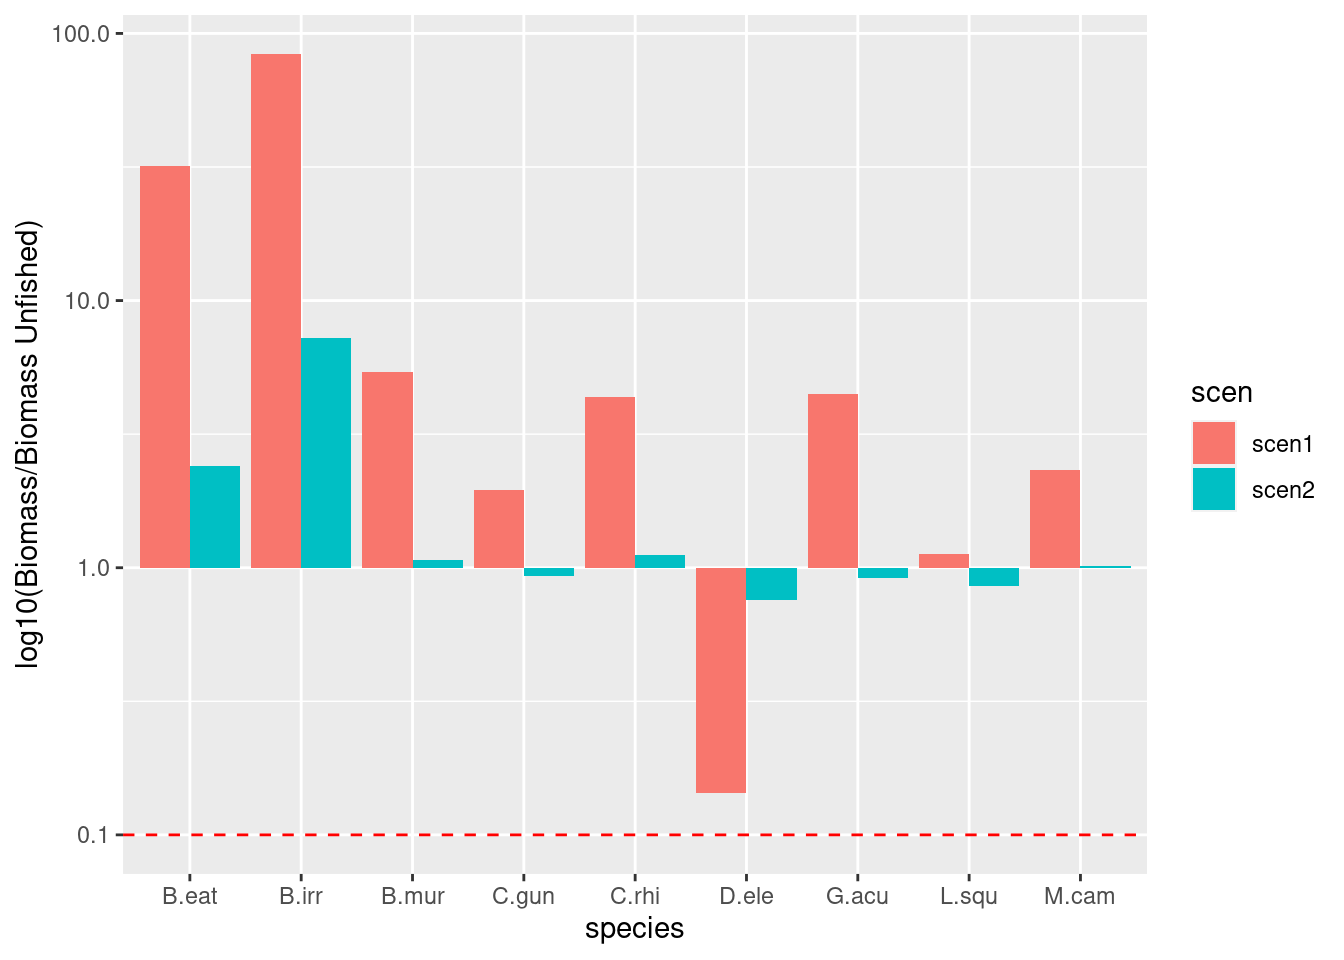 100.0
10.0
1.0
0.1
log10(Biomass/Biomass Unfished)
B.eat B.irr B.mur C.gun C.rhi D.ele G.acu L.squ M.cam
species
scen
scen1
scen2